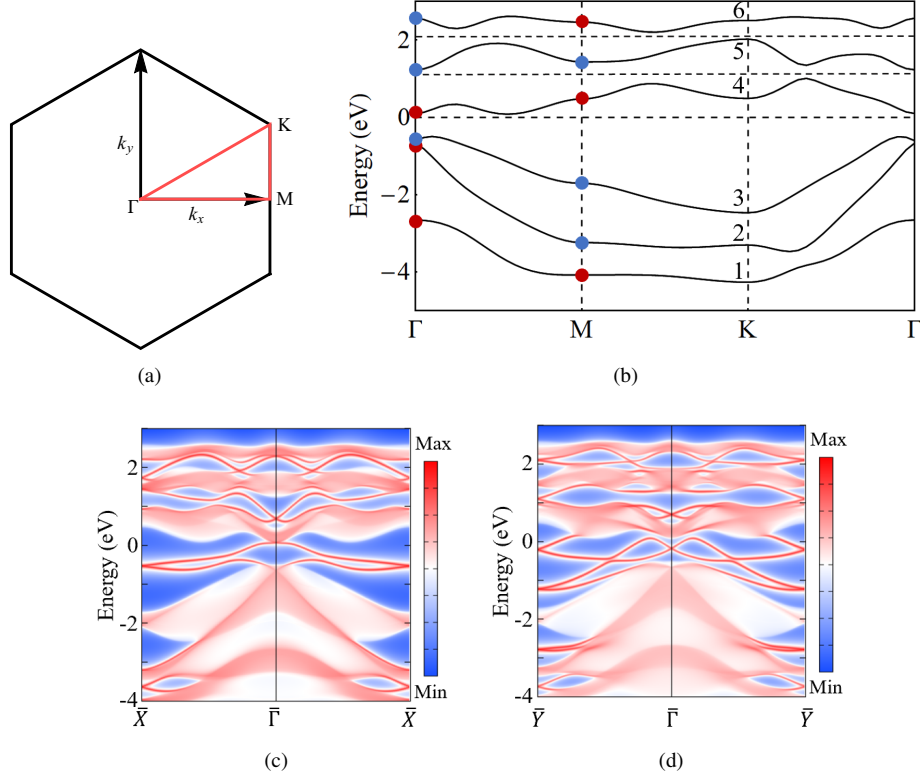 K
k_y
Γ
M
k_x
(a)
Energy (eV)
2
0
−2
−4
6
5
4
3
2
1
Γ
M
K
Γ
(b)
Energy (eV)
2
0
-2
-4
X̄
Γ̄
X̄
Max
Min
(c)
Energy (eV)
2
0
-2
-4
Ȳ
Γ̄
Ȳ
Max
Min
(d)